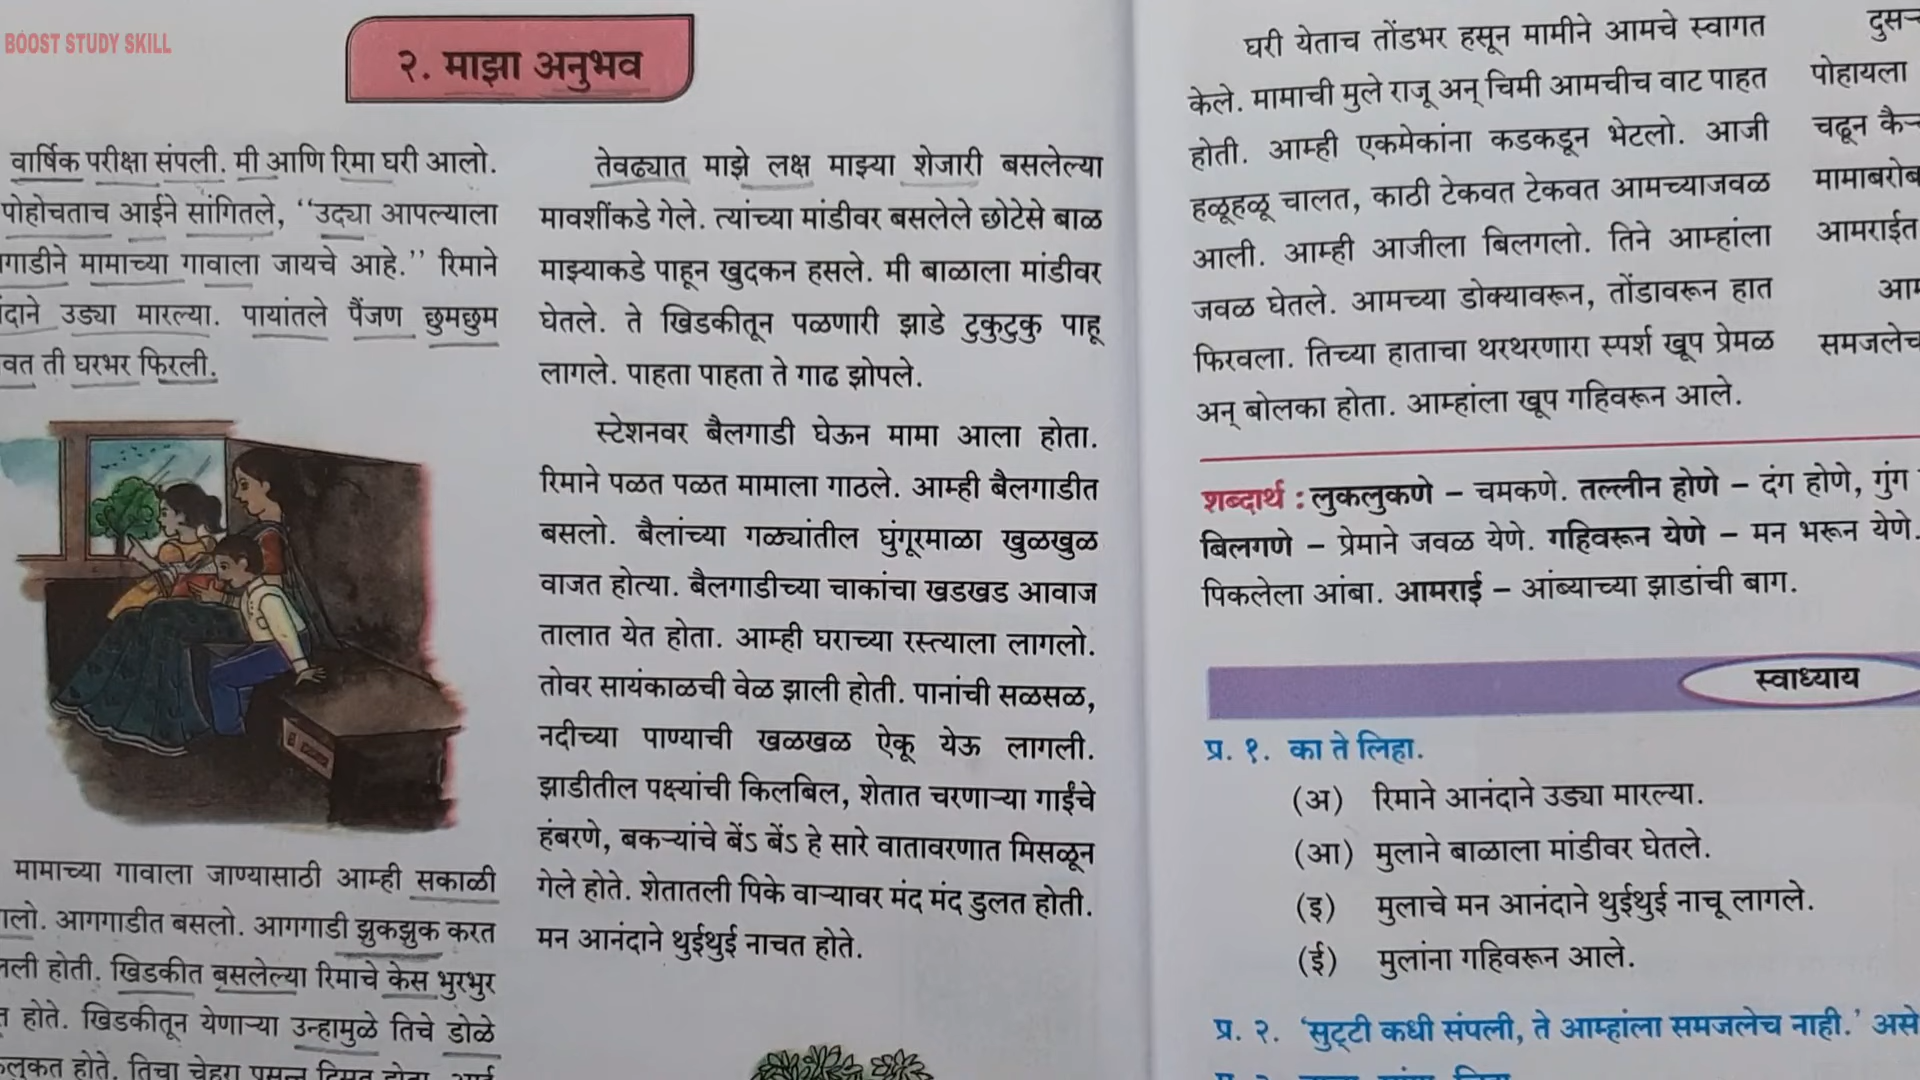 BOOST STUDY SKILL
२. माझा अनुभव
वार्षिक परीक्षा संपली. मी आणि रिमा घरी आलो.
पोहोचताच आईने सांगितले, “उद्या आपल्याला
मामाच्या गावाला जायचे आहे.” रिमाने
उड्या मारल्या. पायांतले पैंजण छुमछुम
ती घरभर फिरली.
मामाच्या गावाला जाण्यासाठी आम्ही सकाळी
आगगाडीत बसलो. आगगाडी झुकझुक करत
होती. खिडकीत बसलेल्या रिमाचे केस भुरभुर
होते. खिडकीतून येणाऱ्या उन्हामुळे तिचे डोळे
होते. तिचा चेहरा
तेवढ्यात माझे लक्ष माझ्या शेजारी बसलेल्या
मावशींकडे गेले. त्यांच्या मांडीवर बसलेले छोटेसे बाळ
माझ्याकडे पाहून खुदकन हसले. मी बाळाला मांडीवर
घेतले. ते खिडकीतून पळणारी झाडे टुकुटुकु पाहू
लागले. पाहता पाहता ते गाढ झोपले.
स्टेशनवर बैलगाडी घेऊन मामा आला होता.
रिमाने पळत पळत मामाला गाठले. आम्ही बैलगाडीत
बसलो. बैलांच्या गळ्यांतील घुंगूरमाळा खुळखुळ
वाजत होत्या. बैलगाडीच्या चाकांचा खडखड आवाज
तालात येत होता. आम्ही घराच्या रस्त्याला लागलो.
तोवर सायंकाळची वेळ झाली होती. पानांची सळसळ,
नदीच्या पाण्याची खळखळ ऐकू येऊ लागली.
झाडीतील पक्ष्यांची किलबिल, शेतात चरणाऱ्या गाईंचे
हंबरणे, बकऱ्यांचे बेंऽ बेंऽ हे सारे वातावरणात मिसळून
गेले होते. शेतातली पिके वाऱ्यावर मंद मंद डुलत होती.
मन आनंदाने थुईथुई नाचत होते.
घरी येताच तोंडभर हसून मामीने आमचे स्वागत
केले. मामाची मुले राजू अन् चिमी आमचीच वाट पाहत
होती. आम्ही एकमेकांना कडकडून भेटलो. आजी
हळूहळू चालत, काठी टेकवत टेकवत आमच्याजवळ
आली. आम्ही आजीला बिलगलो. तिने आम्हांला
जवळ घेतले. आमच्या डोक्यावरून, तोंडावरून हात
फिरवला. तिच्या हाताचा थरथरणारा स्पर्श खूप प्रेमळ
अन् बोलका होता. आम्हांला खूप गहिवरून आले.
पोहायला
चढून
आमराईत
शब्दार्थ : लुकलुकणे – चमकणे. तल्लीन होणे – दंग होणे, गुंग
बिलगणे – प्रेमाने जवळ येणे. गहिवरून येणे – मन भरून येणे.
पिकलेला आंबा. आमराई – आंब्याच्या झाडांची बाग.
स्वाध्याय
प्र. १. का ते लिहा.
(अ) रिमाने आनंदाने उड्या मारल्या.
(आ) मुलाने बाळाला मांडीवर घेतले.
(इ) मुलाचे मन आनंदाने थुईथुई नाचू लागले.
(ई) मुलांना गहिवरून आले.
प्र. २. ‘सुट्टी कधी संपली, ते आम्हांला समजलेच नाही.’ असे